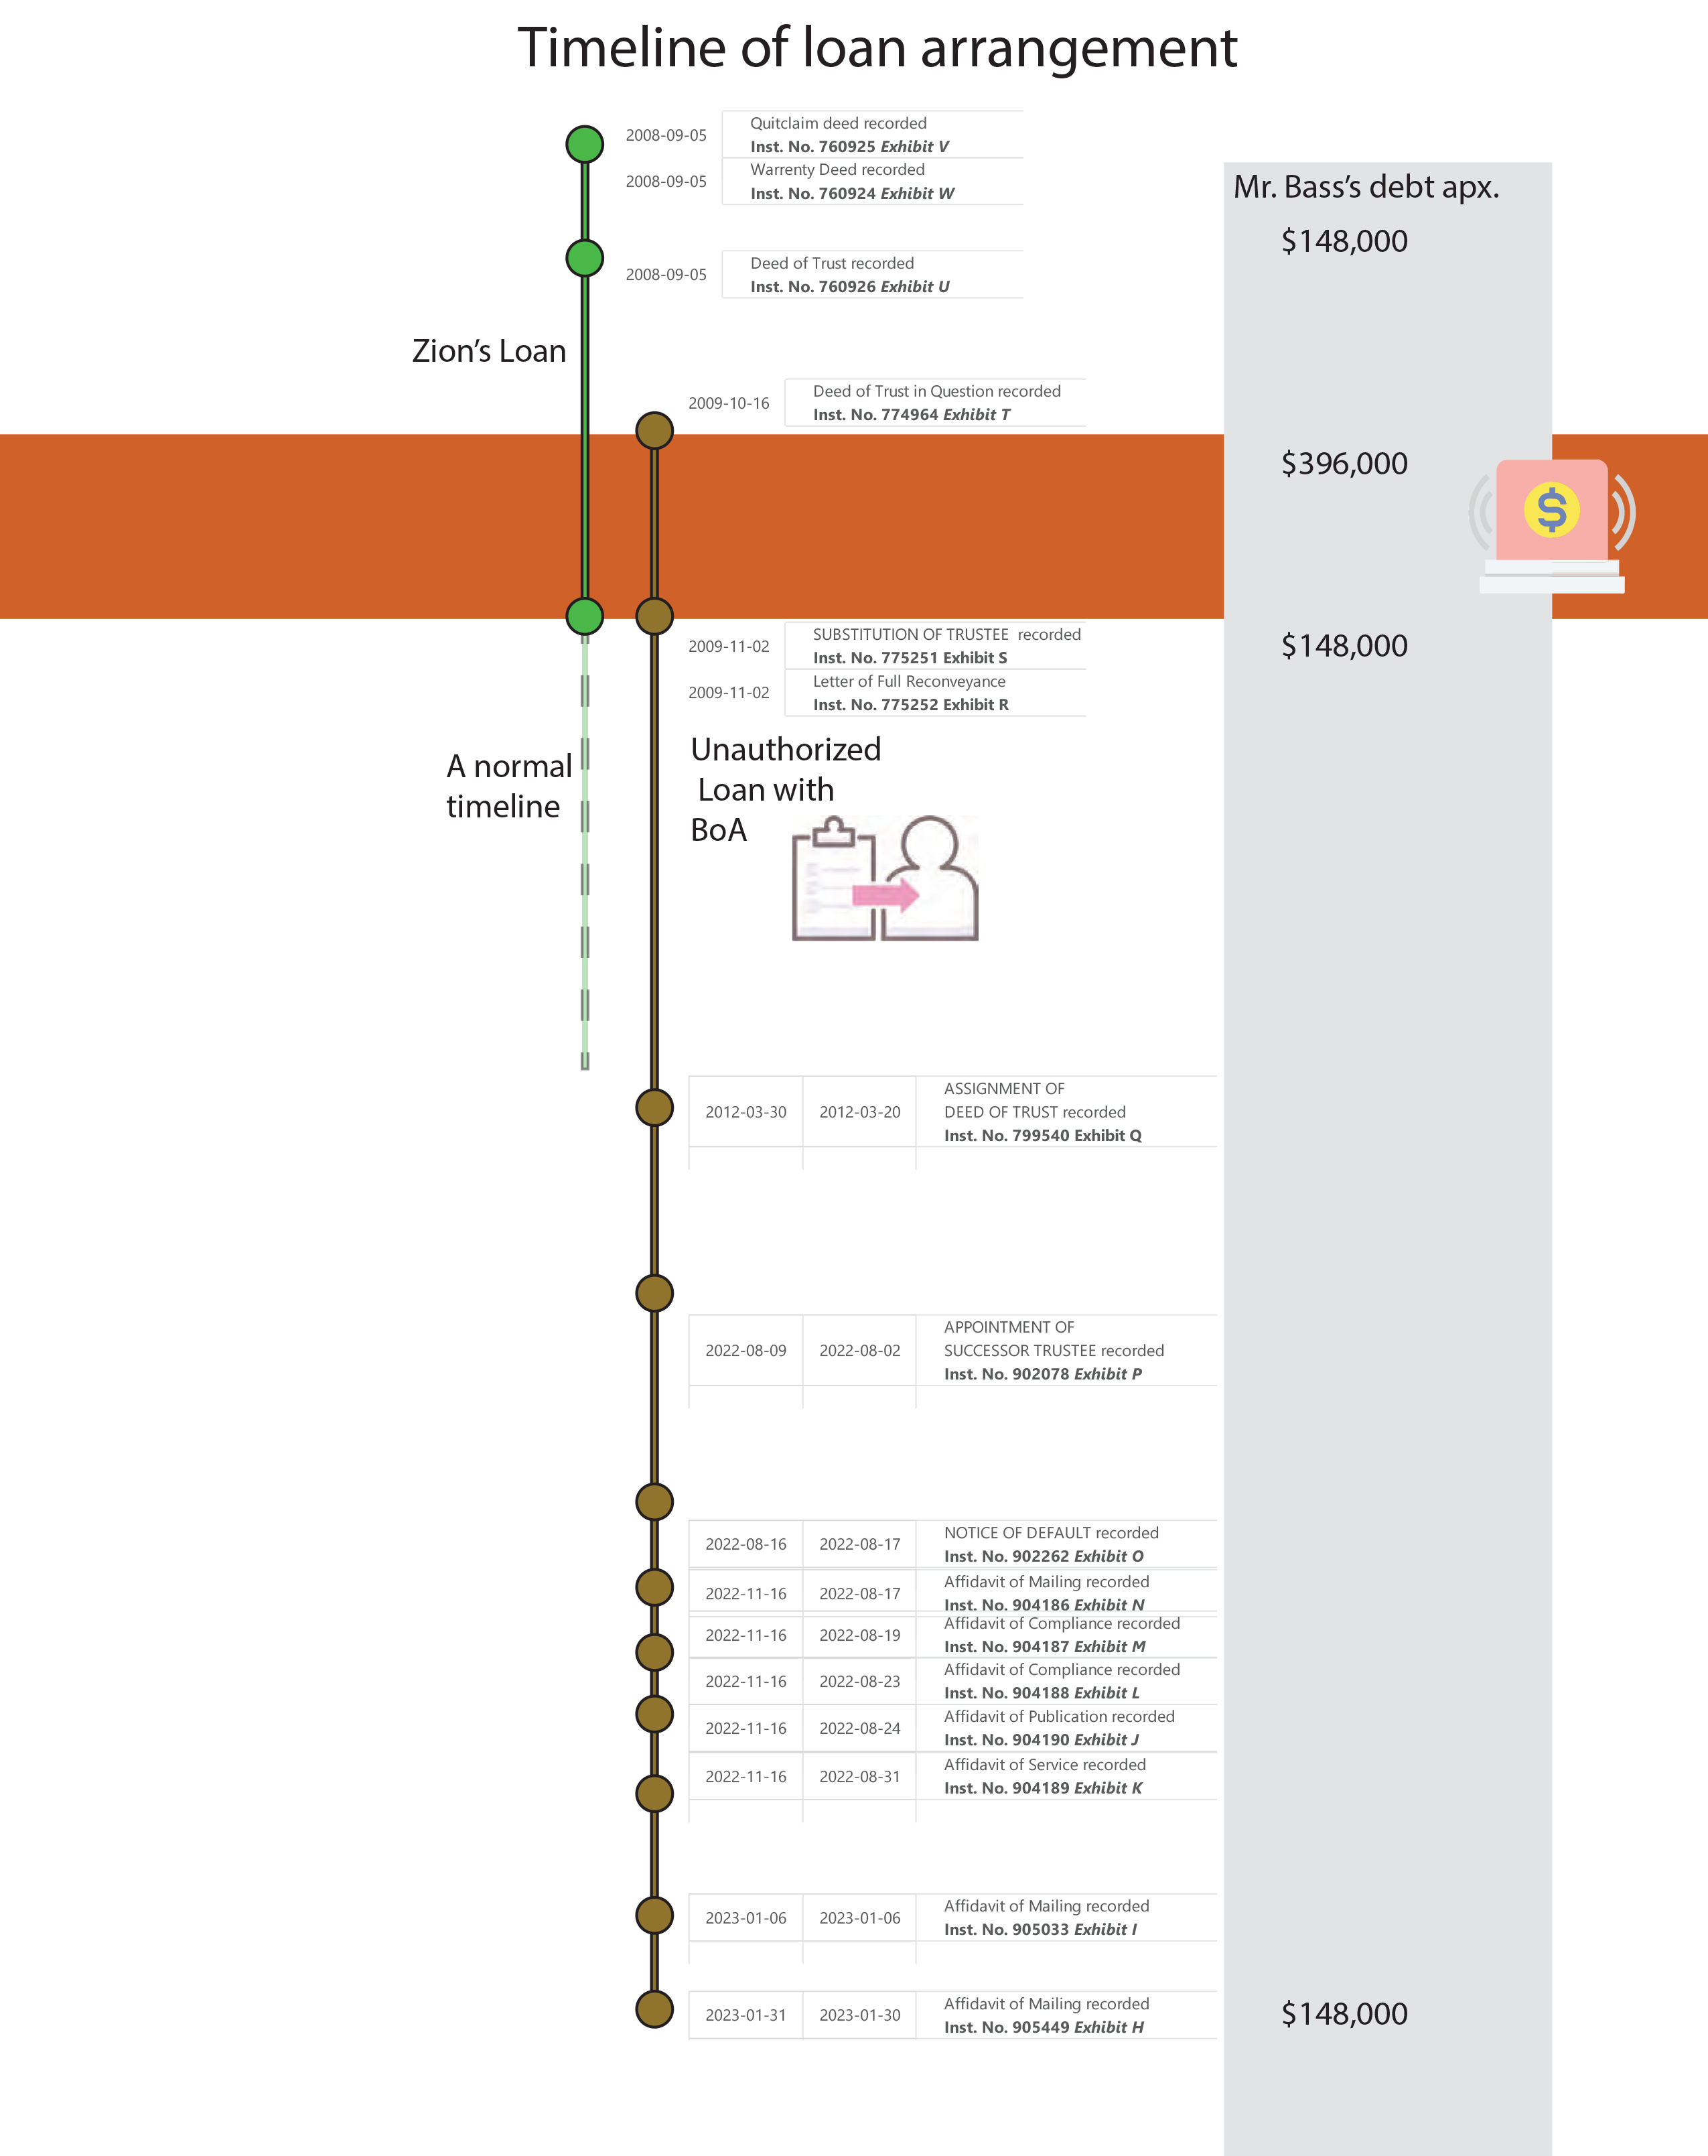 Timeline of loan arrangement
2008-09-05
Quitclaim deed recorded
Inst. No. 760925 Exhibit V
2008-09-05
Warrenty Deed recorded
Inst. No. 760924 Exhibit W
Mr. Bass’s debt apx.
$148,000
2008-09-05
Deed of Trust recorded
Inst. No. 760926 Exhibit U
Zion’s Loan
2009-10-16
Deed of Trust in Question recorded
Inst. No. 774964 Exhibit T
$396,000
$
2009-11-02
SUBSTITUTION OF TRUSTEE recorded
Inst. No. 775251 Exhibit S
$148,000
2009-11-02
Letter of Full Reconveyance
Inst. No. 775252 Exhibit R
A normal
timeline
Unauthorized
Loan with
BoA
2012-03-30 2012-03-20
ASSIGNMENT OF
DEED OF TRUST recorded
Inst. No. 799540 Exhibit Q
2022-08-09 2022-08-02
APPOINTMENT OF
SUCCESSOR TRUSTEE recorded
Inst. No. 902078 Exhibit P
2022-08-16 2022-08-17
NOTICE OF DEFAULT recorded
Inst. No. 902262 Exhibit O
2022-11-16 2022-08-17
Affidavit of Mailing recorded
Inst. No. 904186 Exhibit N
2022-11-16 2022-08-19
Affidavit of Compliance recorded
Inst. No. 904187 Exhibit M
2022-11-16 2022-08-23
Affidavit of Compliance recorded
Inst. No. 904188 Exhibit L
2022-11-16 2022-08-24
Affidavit of Publication recorded
Inst. No. 904190 Exhibit J
2022-11-16 2022-08-31
Affidavit of Service recorded
Inst. No. 904189 Exhibit K
2023-01-06 2023-01-06
Affidavit of Mailing recorded
Inst. No. 905033 Exhibit I
2023-01-31 2023-01-30
Affidavit of Mailing recorded
Inst. No. 905449 Exhibit H
$148,000